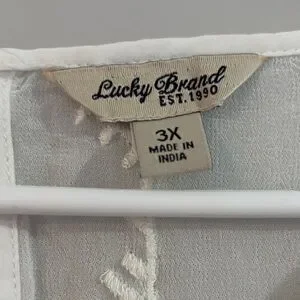 Lucky Brand
EST. 1990
3X
MADE IN
INDIA